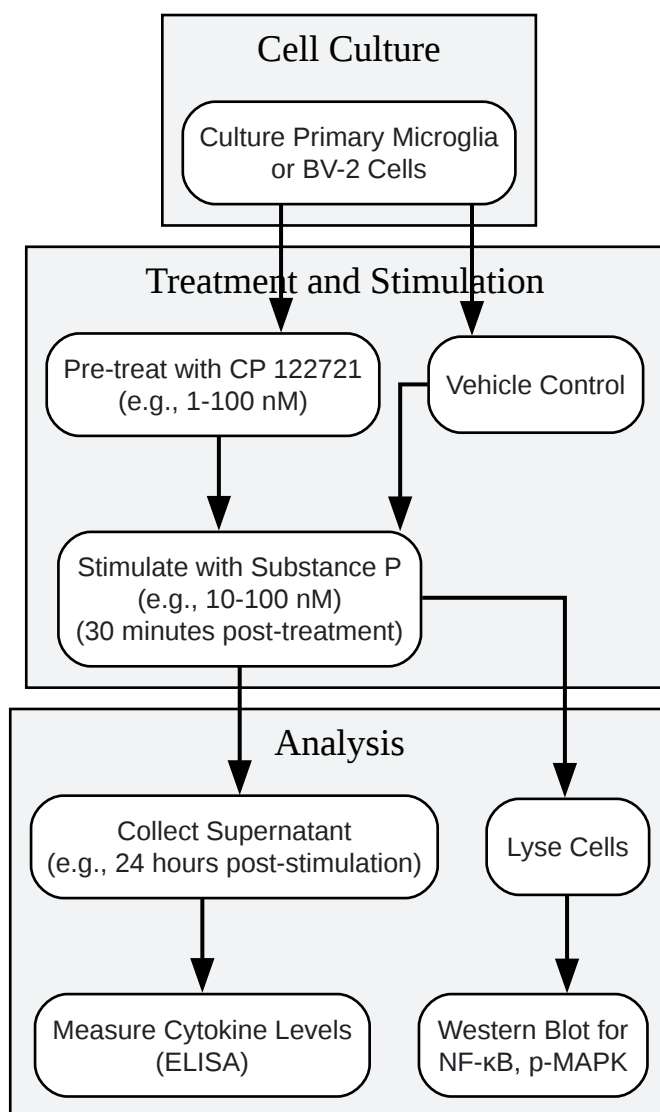 Cell Culture
Culture Primary Microglia
or BV-2 Cells
Treatment and Stimulation
Pre-treat with CP 122721
(e.g., 1-100 nM)
Vehicle Control
Stimulate with Substance P
(e.g., 10-100 nM)
(30 minutes post-treatment)
Analysis
Collect Supernatant
(e.g., 24 hours post-stimulation)
Lyse Cells
Measure Cytokine Levels
(ELISA)
Western Blot for
NF-κB, p-MAPK